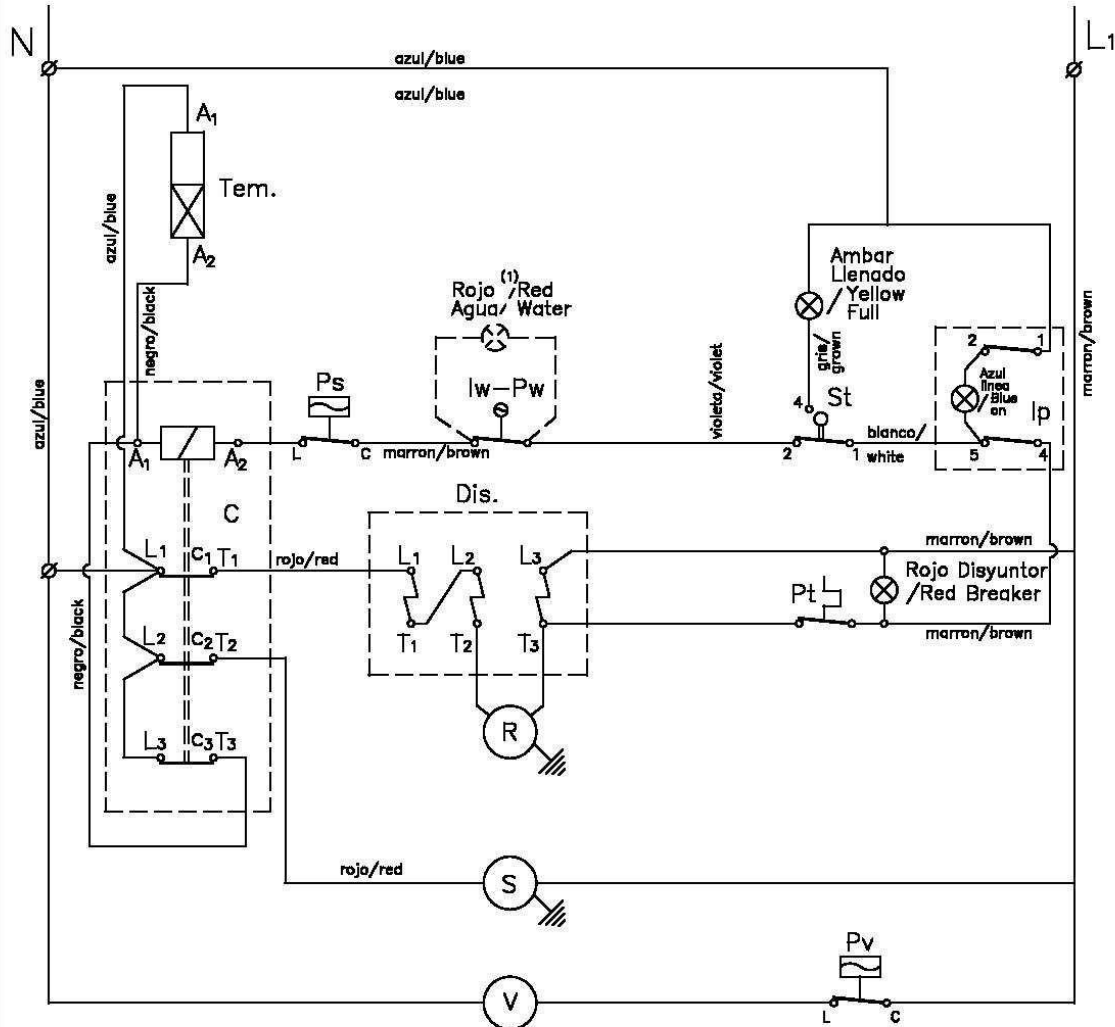 N
L1
azul/blue
azul/blue
A1
Tem.
A2
azul/blue
negro/black
azul/blue
Rojo (1)/Red
Agua/ Water
Ambar
Llenado
/ Yellow
Full
gris/
grown
marron/brown
2 1
Azul
linea
/Blue
on
Ip
Ps
Iw-Pw
violeta/violet
4
St
A1
A2
L
C
marron/brown
2
1
blanco/
white
5
4
C
Dis.
L1
C1
T1
rojo/red
L1
L2
L3
marron/brown
Rojo Disyuntor
/Red Breaker
Pt
T1
T2
T3
marron/brown
negro/black
L2
C2
T2
R
L3
C3
T3
rojo/red
S
Pv
V
L
C